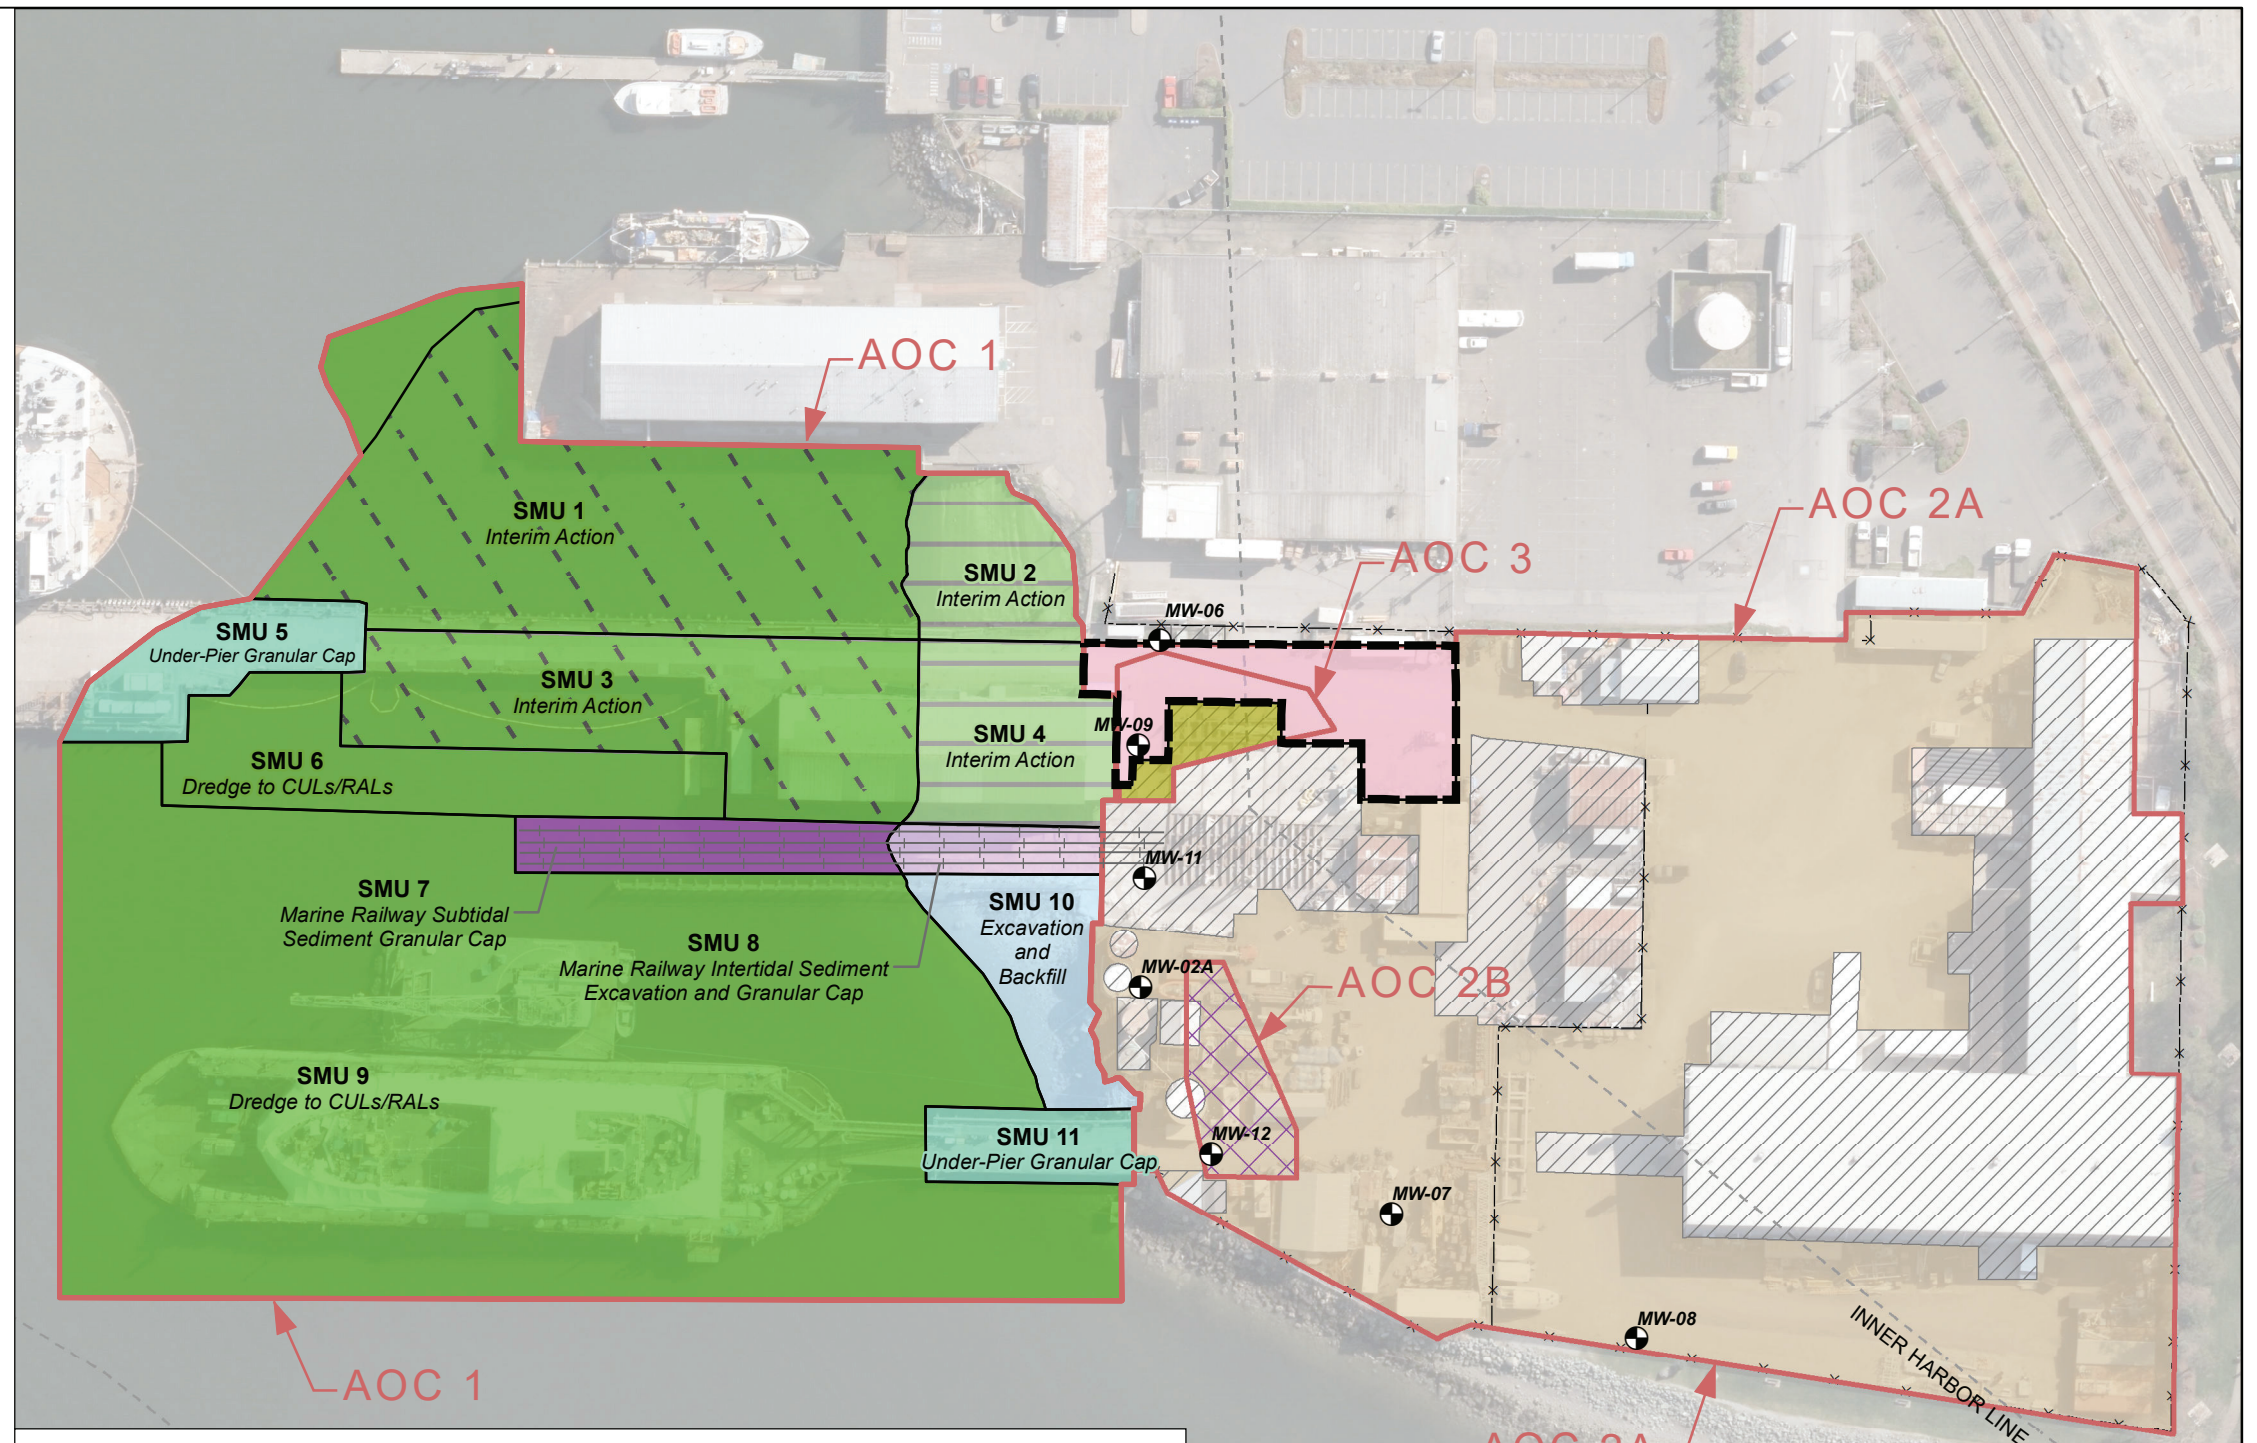 AOC 1
AOC 2A
SMU 1
Interim Action
AOC 3
SMU 2
Interim Action
MW-06
SMU 5
Under-Pier Granular Cap
SMU 3
Interim Action
MW-09
SMU 4
Interim Action
SMU 6
Dredge to CULs/RALs
MW-11
SMU 7
Marine Railway Subtidal
Sediment Granular Cap
SMU 8
Marine Railway Intertidal Sediment
Excavation and Granular Cap
SMU 10
Excavation
and
Backfill
MW-02A
AOC 2B
SMU 9
Dredge to CULs/RALs
SMU 11
Under-Pier Granular Cap
MW-12
MW-07
MW-08
INNER HARBOR LINE
AOC 1
AOC 2A